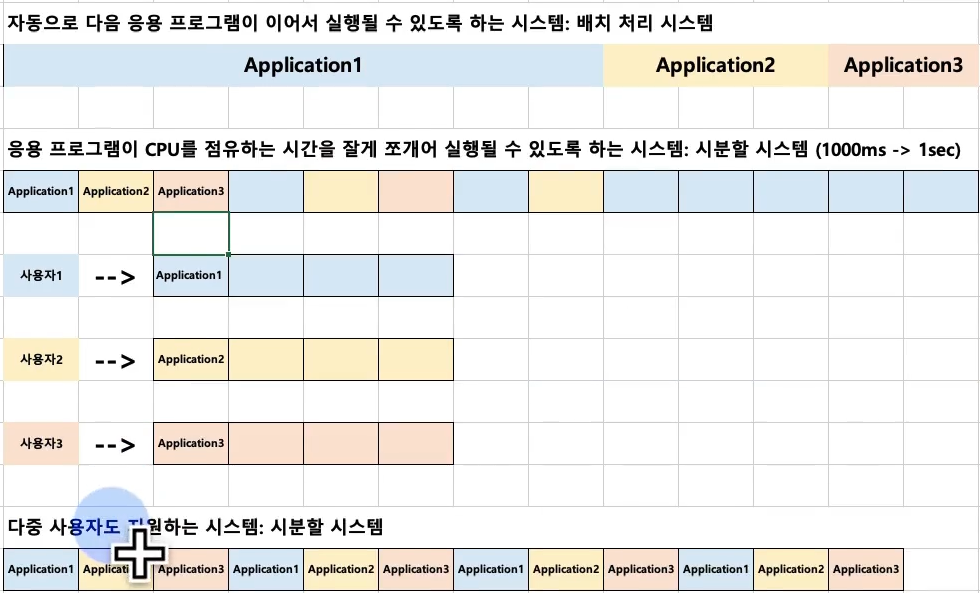 자동으로 다음 응용 프로그램이 이어서 실행될 수 있도록 하는 시스템: 배치 처리 시스템
Application1 Application2 Application3
응용 프로그램이 CPU를 점유하는 시간을 잘게 쪼개어 실행될 수 있도록 하는 시스템: 시분할 시스템 (1000ms -> 1sec)
Application1 Application2 Application3
사용자1 --> Application1
사용자2 --> Application2
사용자3 --> Application3
다중 사용자도 지원하는 시스템: 시분할 시스템
Application1 Application3 Application1 Application2 Application3 Application1 Application2 Application3 Application1 Application2 Application3